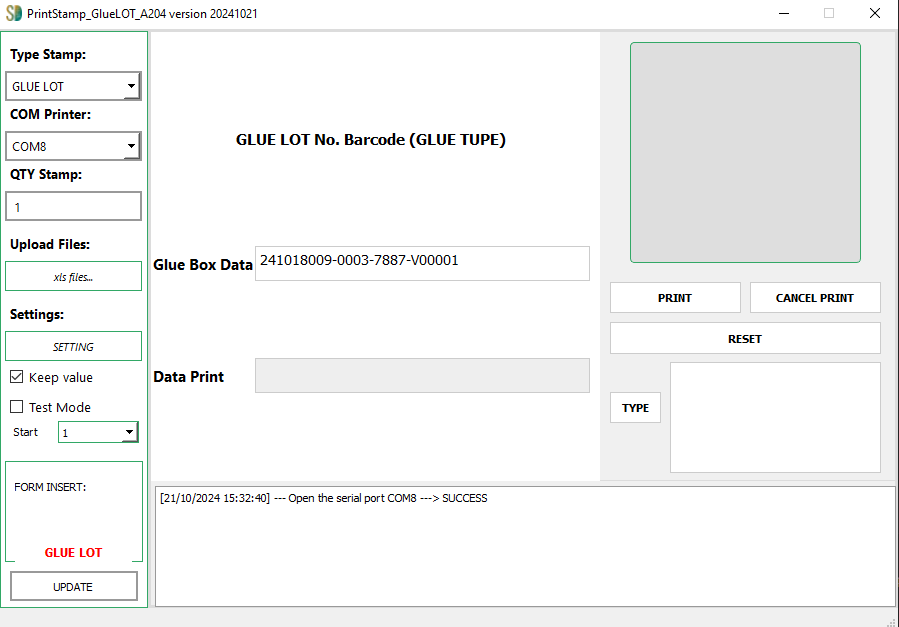 PrintStamp_GlueLOT_A204 version 20241021
Type Stamp:
GLUE LOT
COM Printer:
COM8
QTY Stamp:
1
Upload Files:
xls files...
Settings:
SETTING
Keep value
Test Mode
Start 1
FORM INSERT:
GLUE LOT
UPDATE
GLUE LOT No. Barcode (GLUE TUPE)
Glue Box Data 241018009-0003-7887-V00001
Data Print
PRINT CANCEL PRINT
RESET
TYPE
[21/10/2024 15:32:40] --- Open the serial port COM8 ---> SUCCESS